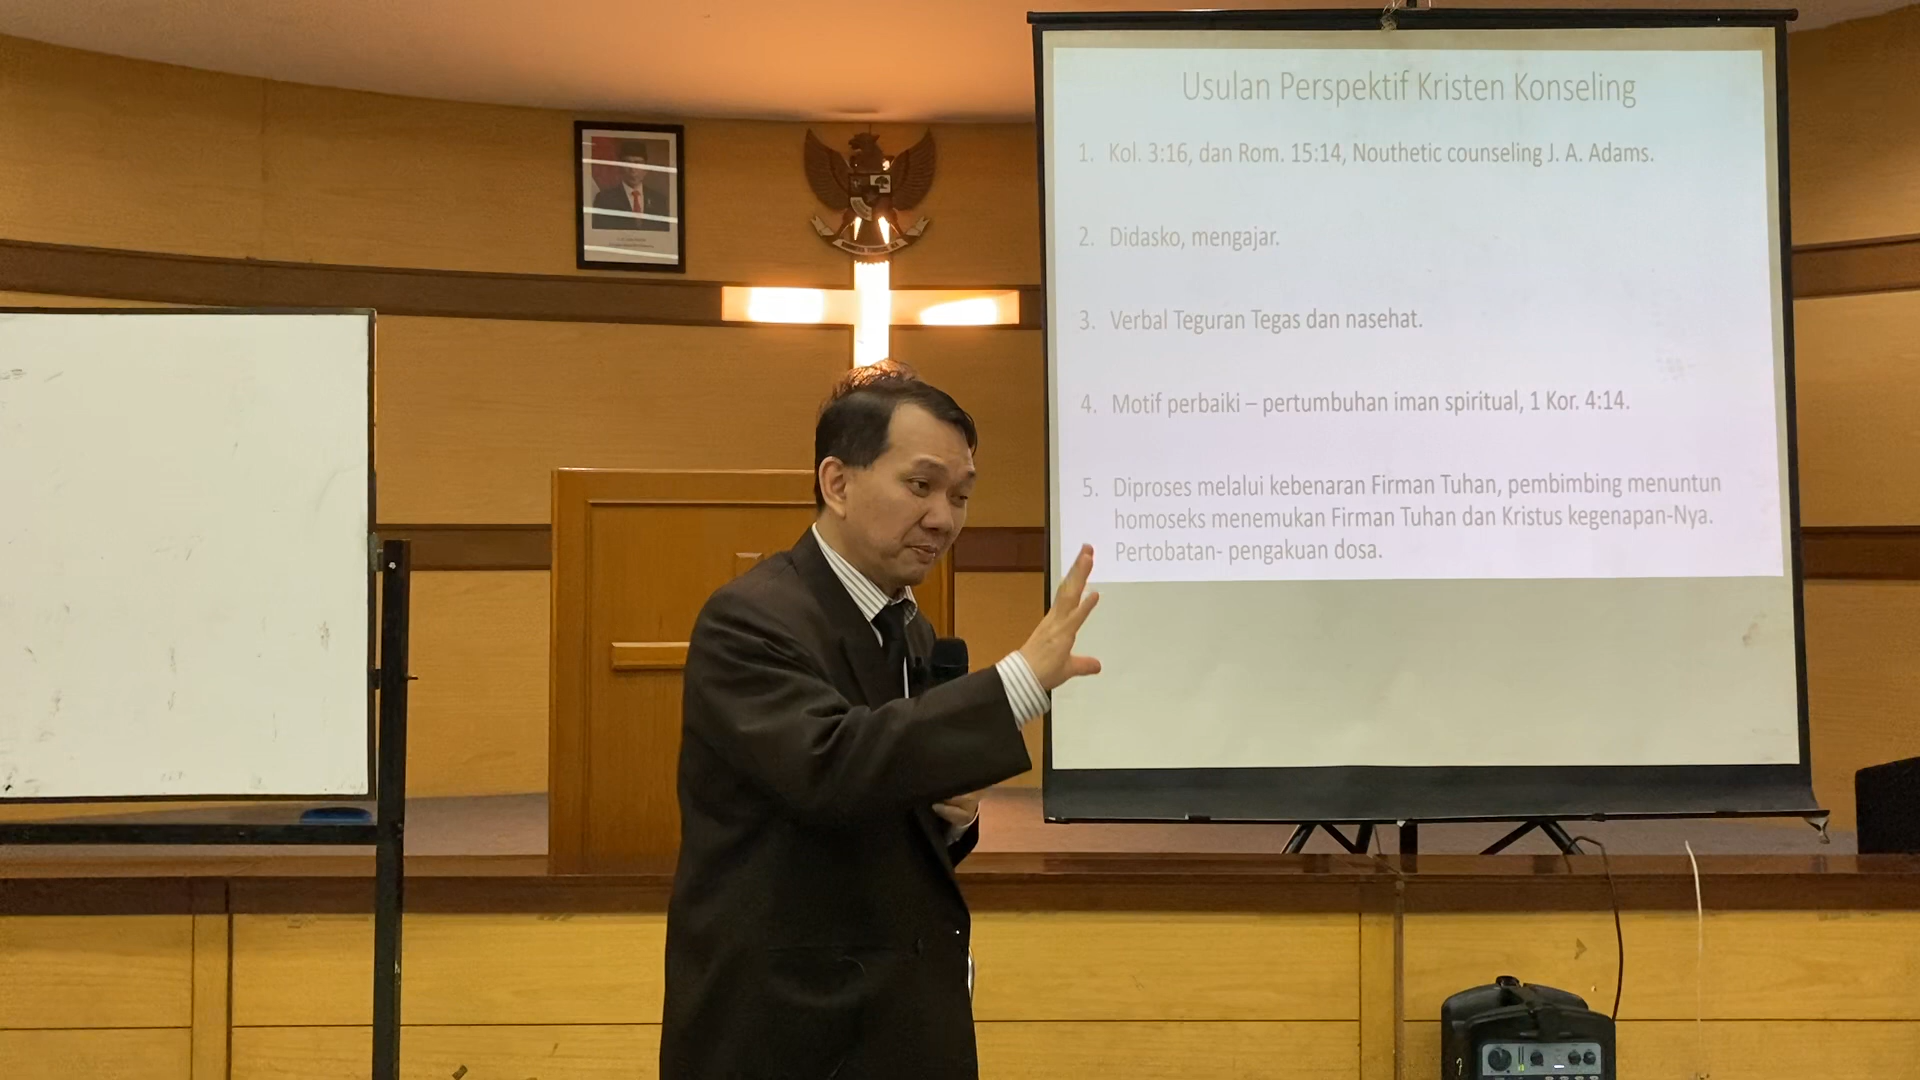 Usulan Perspektif Kristen Konseling
1. Kol. 3:16, dan Rom. 15:14, Nouthetic counseling J. A. Adams.
2. Didasko, mengajar.
3. Verbal Teguran Tegas dan nasehat.
4. Motif perbaiki – pertumbuhan iman spiritual, 1 Kor. 4:14.
5. Diproses melalui kebenaran Firman Tuhan, pembimbing menuntun
homoseks menemukan Firman Tuhan dan Kristus kegenapan-Nya.
Pertobatan- pengakuan dosa.